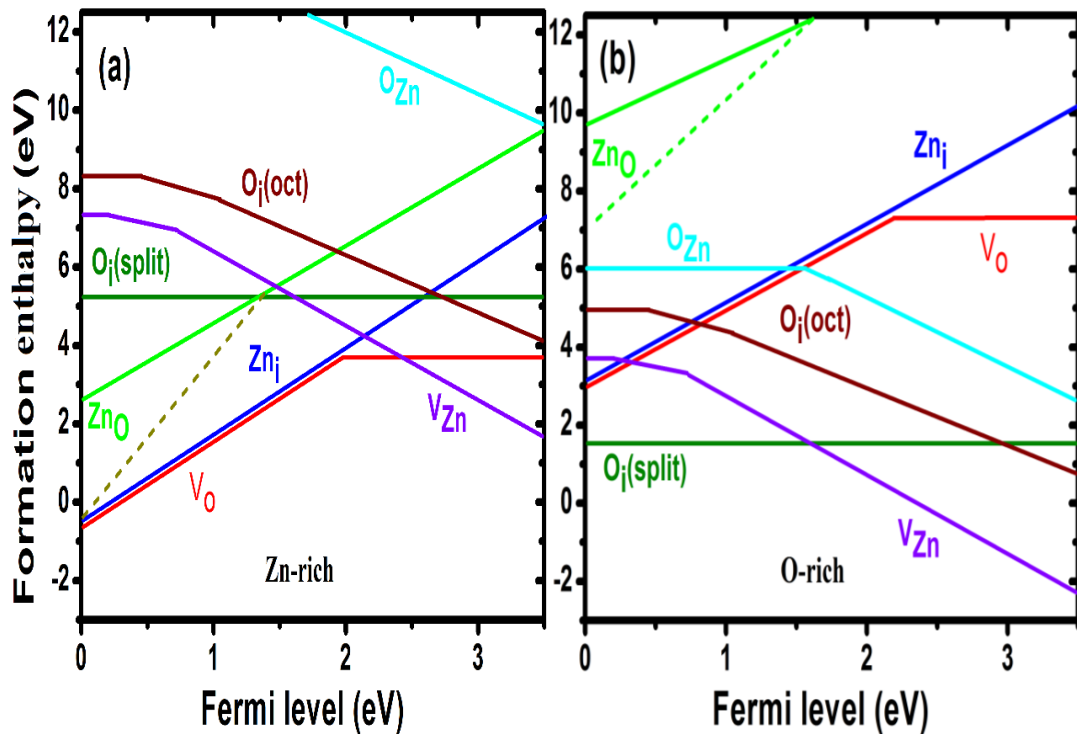 Formation enthalpy (eV)
12
10
8
6
4
2
0
-2
(a)
O_Zn
O_i(oct)
O_i(split)
Zn_i
Zn_O
V_Zn
V_O
Zn-rich
0
1
2
3
Fermi level (eV)
12
10
8
6
4
2
0
-2
(b)
Zn_O
Zn_i
O_Zn
V_O
O_i(oct)
O_i(split)
V_Zn
O-rich
0
1
2
3
Fermi level (eV)